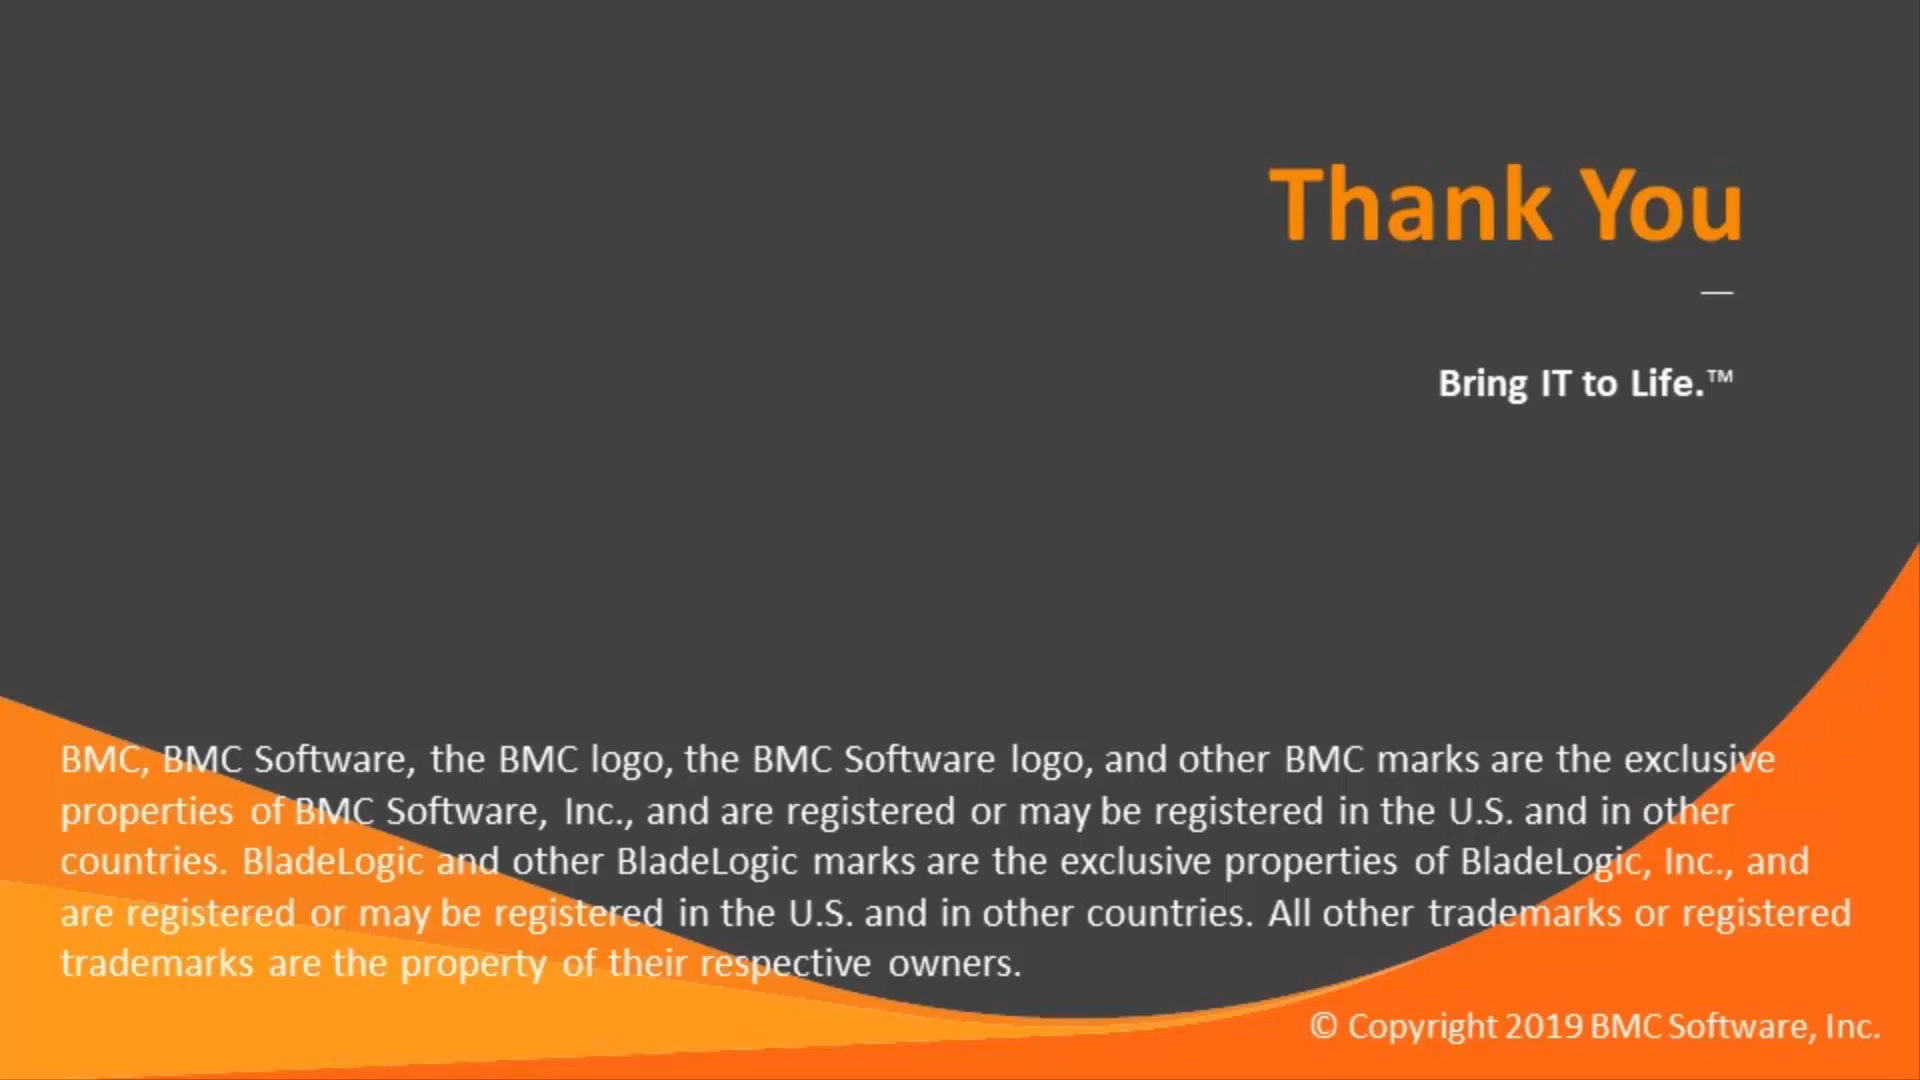 Thank You
Bring IT to Life.™
BMC, BMC Software, the BMC logo, the BMC Software logo, and other BMC marks are the exclusive
properties of BMC Software, Inc., and are registered or may be registered in the U.S. and in other
countries. BladeLogic and other BladeLogic marks are the exclusive properties of BladeLogic, Inc., and
are registered or may be registered in the U.S. and in other countries. All other trademarks or registered
trademarks are the property of their respective owners.
© Copyright 2019 BMC Software, Inc.